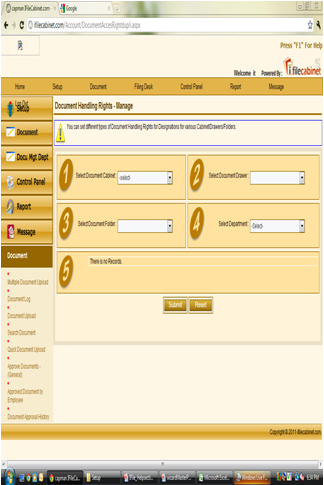 capman.IFileCabinet.com
Google
ifilecabinet.com/Account/DocumentAccesRightdsp\.aspx
Press "F1" For Help
Welcome it Powered By: ifilecabinet
Home Setup Document Filing Desk Control Panel Report Message
Log Out
Setup
Document
Docu Mgt Dept
Control Panel
Report
Message
Document
Multiple Document Upload
Document Log
Document Upload
Search Document
Quick Document Upload
Approve Documents -
(General)
Approved Document by
Employee
Document Approval History
Document Handling Rights - Manage
You can set different types of Document Handling Rights for Designations for various Cabinet/Drawers/Folders.
1 Select Document Cabinet: -select-
2 Select Document Drawer:
3 Select Document Folder:
4 Select Department: -Select-
5 There is no Records.
Submit Reset
Copyright © 2011 ifilecabinet.com
capman.IFileCa...
Setup
Microsoft Excel...
Windows Live P...
6:34 PM